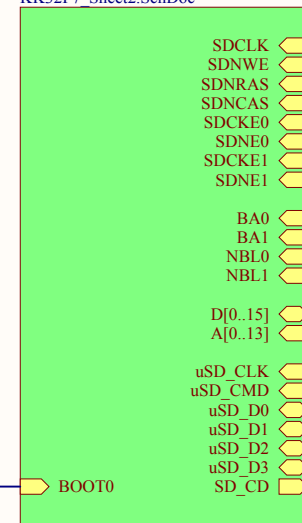 SDCLK
SDNWE
SDNRAS
SDNCAS
SDCKE0
SDNE0
SDCKE1
SDNE1
BA0
BA1
NBL0
NBL1
D[0..15]
A[0..13]
uSD_CLK
uSD_CMD
uSD_D0
uSD_D1
uSD_D2
uSD_D3
BOOT0 SD_CD